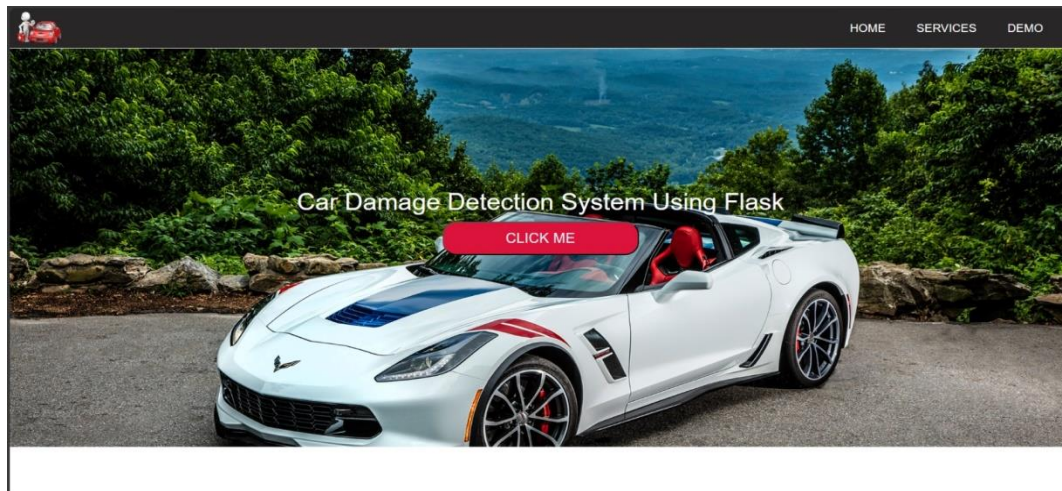 HOME SERVICES DEMO
Car Damage Detection System Using Flask
CLICK ME